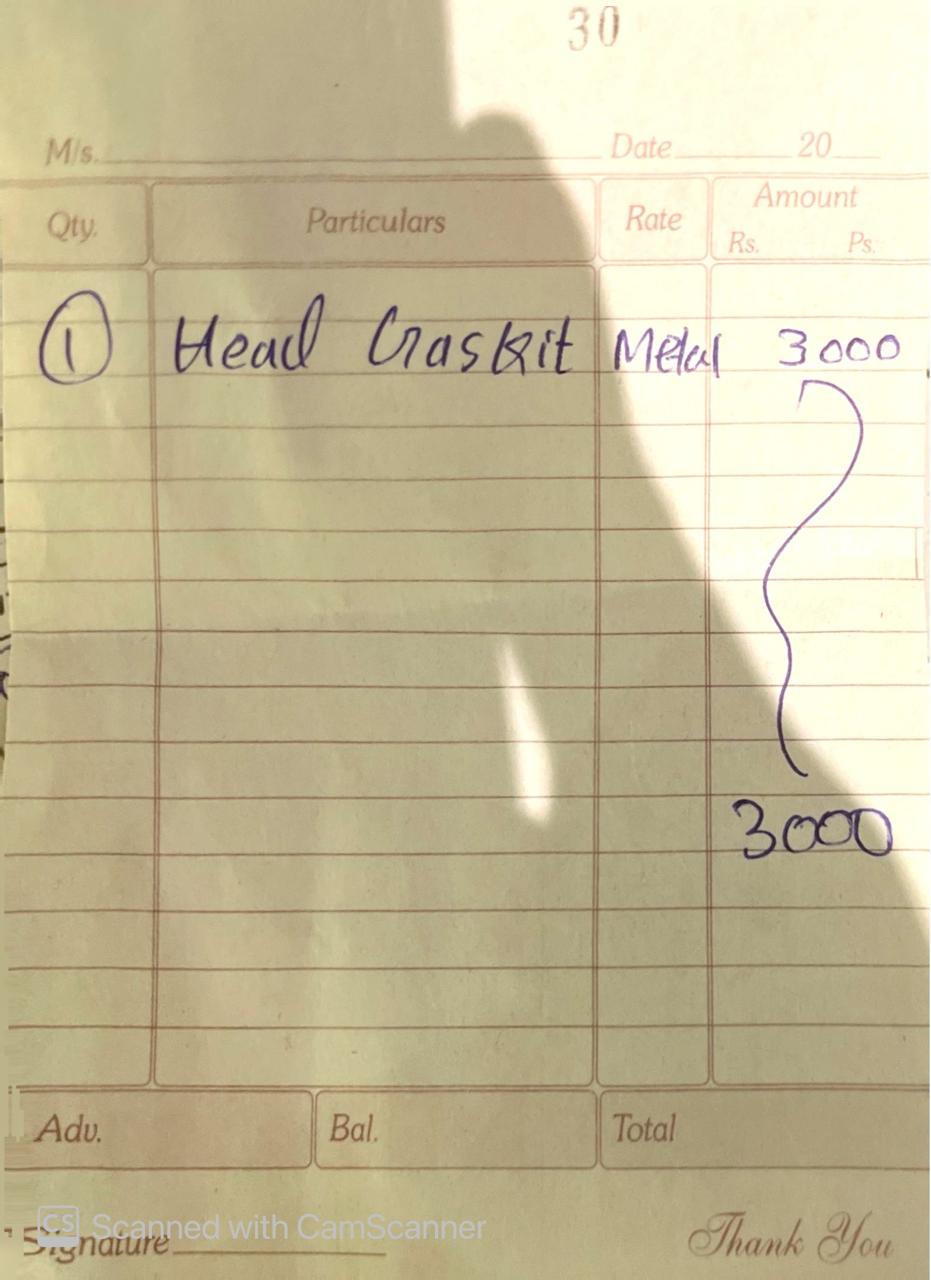 30
M/s. Date 20
Qty. Particulars Rate Amount
Rs. Ps.
1 Head Gaskit Metal 3000
3000
Adv. Bal. Total
CS Scanned with CamScanner
Signature Thank You